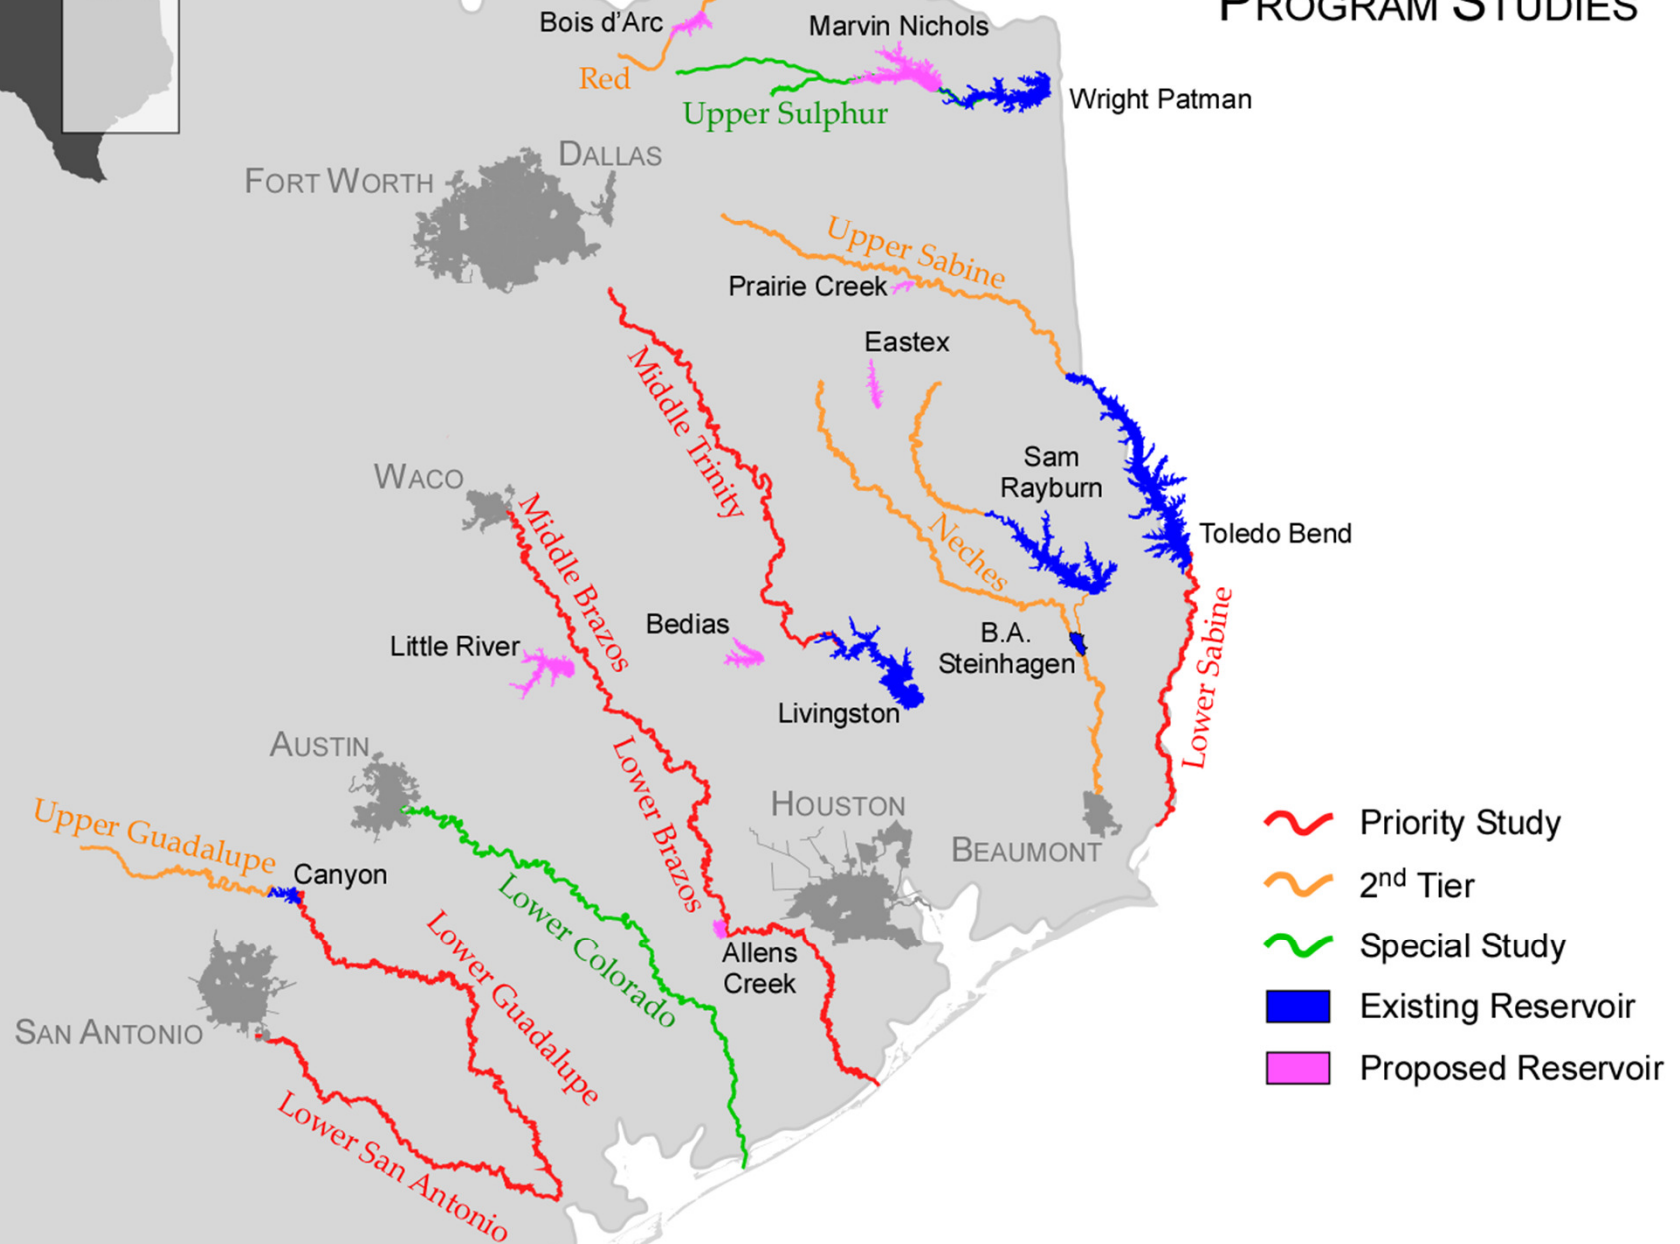 PROGRAM STUDIES
Bois d'Arc
Marvin Nichols
Red
Upper Sulphur
Wright Patman
DALLAS
FORT WORTH
Upper Sabine
Prairie Creek
Eastex
Middle Trinity
Sam
Rayburn
WACO
Toledo Bend
Neches
Middle Brazos
Bedias
Little River
B.A.
Steinhagen
Lower Sabine
Livingston
AUSTIN
Lower Brazos
HOUSTON
BEAUMONT
Upper Guadalupe
Canyon
Lower Colorado
Lower Guadalupe
Allens
Creek
SAN ANTONIO
Lower San Antonio
Priority Study
2nd Tier
Special Study
Existing Reservoir
Proposed Reservoir